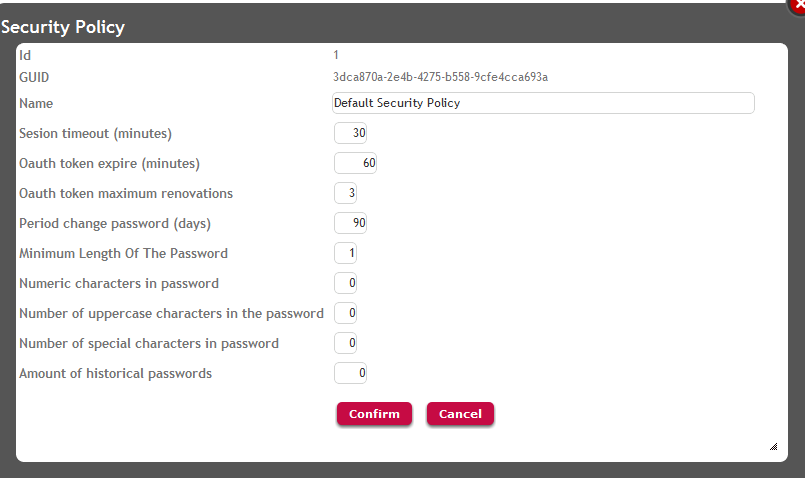 Security Policy
Id 1
GUID 3dca870a-2e4b-4275-b558-9cfe4cca693a
Name Default Security Policy
Sesion timeout (minutes) 30
Oauth token expire (minutes) 60
Oauth token maximum renovations 3
Period change password (days) 90
Minimum Length Of The Password 1
Numeric characters in password 0
Number of uppercase characters in the password 0
Number of special characters in password 0
Amount of historical passwords 0
Confirm Cancel